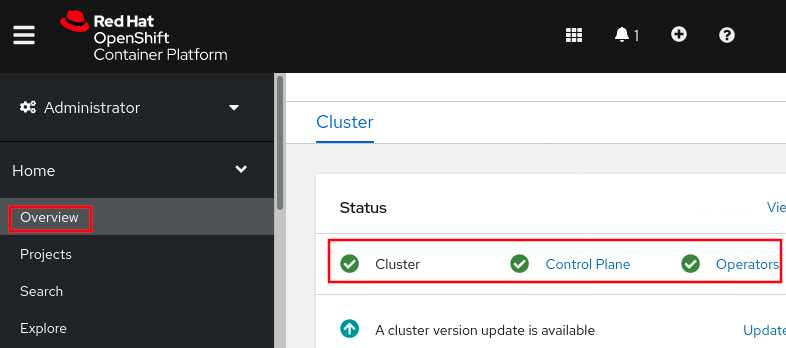 Red Hat
OpenShift
Container Platform
1
Administrator
Home
Overview
Projects
Search
Explore
Cluster
Status
Vie
Cluster
Control Plane
Operators
A cluster version update is available
Update